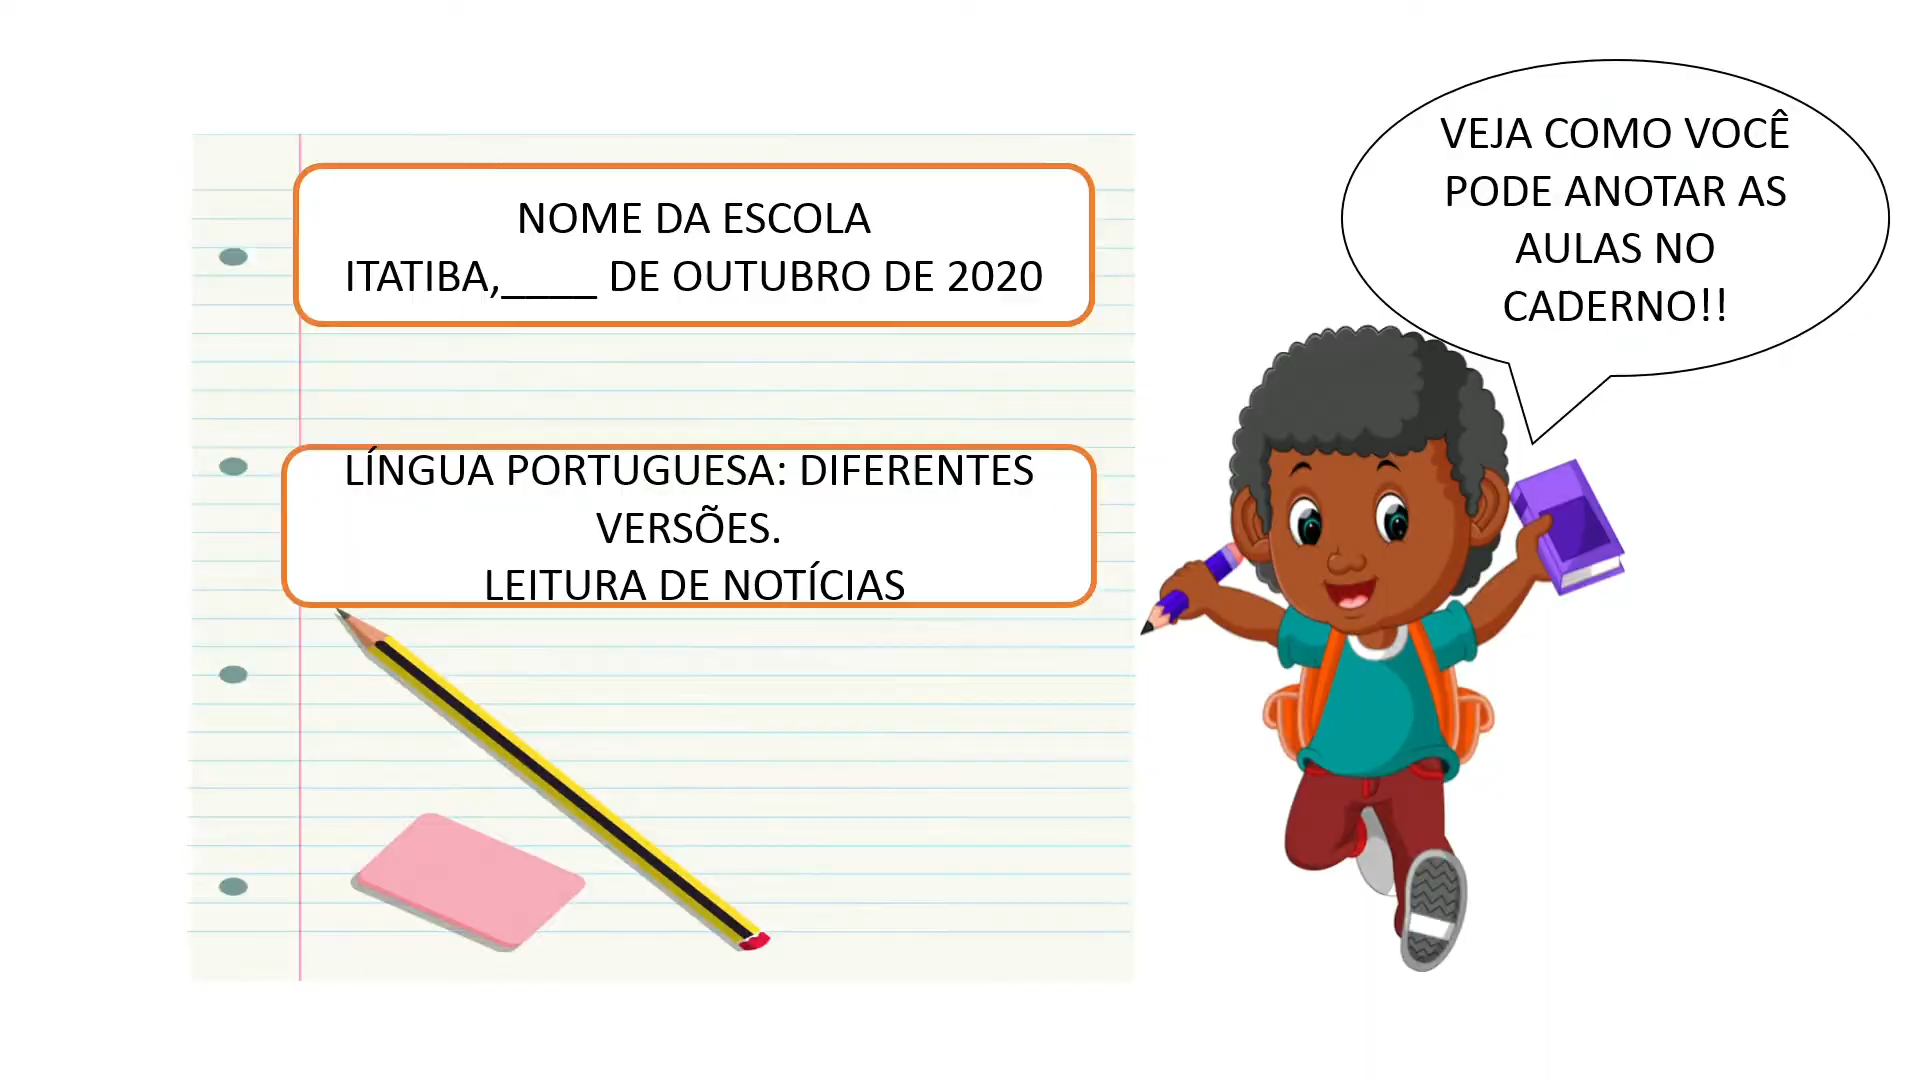 NOME DA ESCOLA
ITATIBA,____ DE OUTUBRO DE 2020
LÍNGUA PORTUGUESA: DIFERENTES
VERSÕES.
LEITURA DE NOTÍCIAS
VEJA COMO VOCÊ
PODE ANOTAR AS
AULAS NO
CADERNO!!